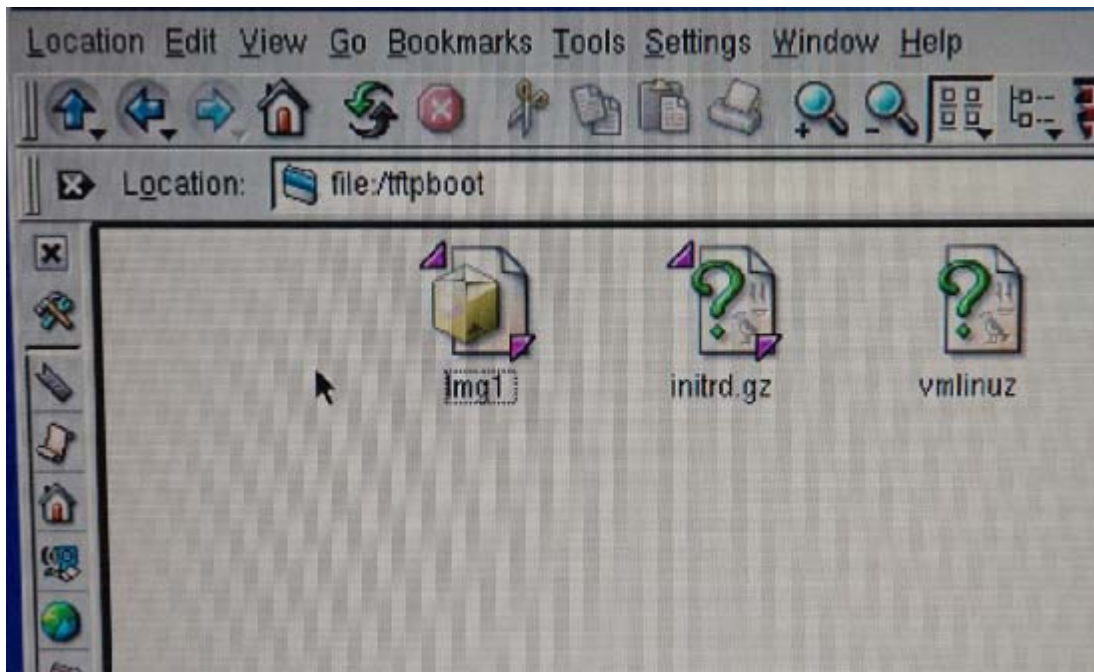 Location Edit View Go Bookmarks Tools Settings Window Help
Location: file:/tftpboot
Img1 initrd.gz vmlinuz